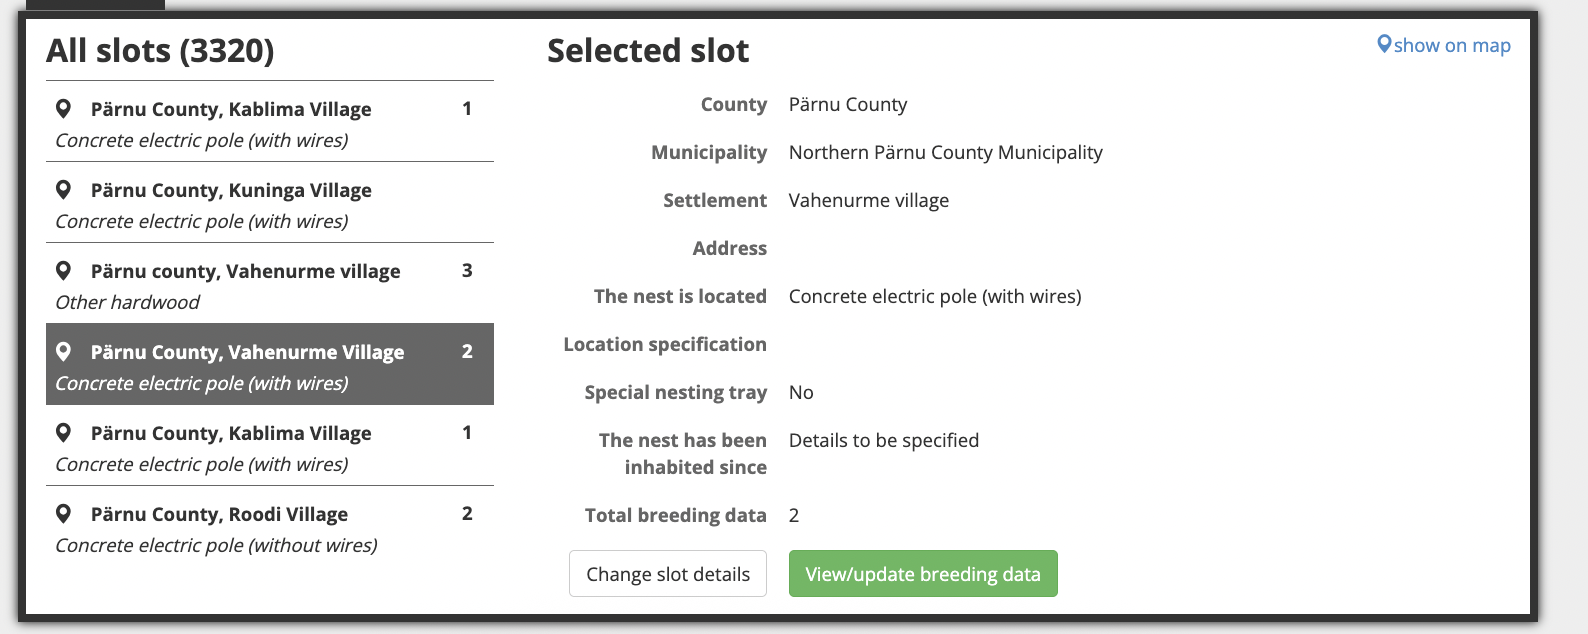 All slots (3320)
Pärnu County, Kablima Village 1
Concrete electric pole (with wires)
Pärnu County, Kuninga Village
Concrete electric pole (with wires)
Pärnu county, Vahenurme village 3
Other hardwood
Pärnu County, Vahenurme Village 2
Concrete electric pole (with wires)
Pärnu County, Kablima Village 1
Concrete electric pole (with wires)
Pärnu County, Roodi Village 2
Concrete electric pole (without wires)
Selected slot
show on map
County Pärnu County
Municipality Northern Pärnu County Municipality
Settlement Vahenurme village
Address
The nest is located Concrete electric pole (with wires)
Location specification
Special nesting tray No
The nest has been Details to be specified
inhabited since
Total breeding data 2
Change slot details View/update breeding data